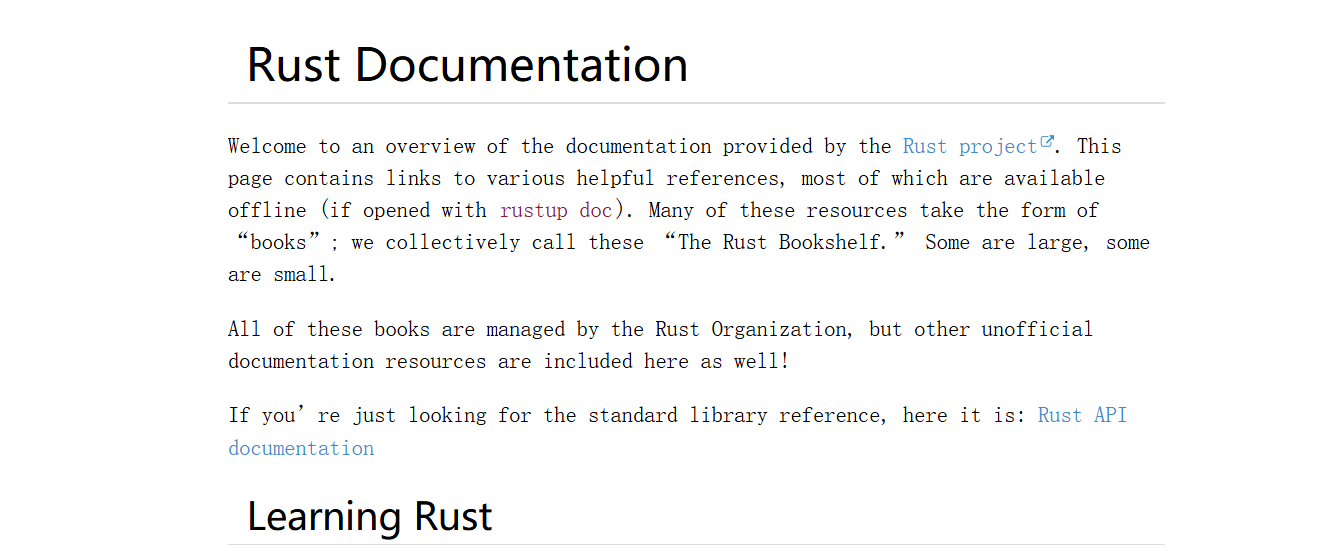 Rust Documentation
Welcome to an overview of the documentation provided by the Rust project. This
page contains links to various helpful references, most of which are available
offline (if opened with rustup doc). Many of these resources take the form of
“books”; we collectively call these “The Rust Bookshelf.” Some are large, some
are small.
All of these books are managed by the Rust Organization, but other unofficial
documentation resources are included here as well!
If you’re just looking for the standard library reference, here it is: Rust API
documentation
Learning Rust